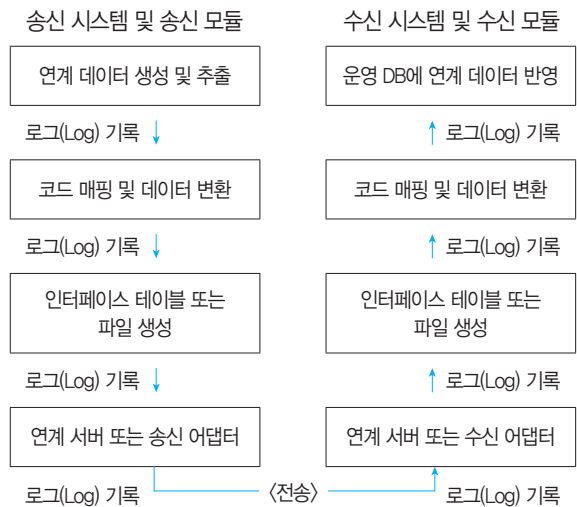 송신 시스템 및 송신 모듈
연계 데이터 생성 및 추출
로그(Log) 기록
코드 매핑 및 데이터 변환
로그(Log) 기록
인터페이스 테이블 또는
파일 생성
로그(Log) 기록
연계 서버 또는 송신 어댑터
로그(Log) 기록
〈전송〉
수신 시스템 및 수신 모듈
운영 DB에 연계 데이터 반영
로그(Log) 기록
코드 매핑 및 데이터 변환
로그(Log) 기록
인터페이스 테이블 또는
파일 생성
로그(Log) 기록
연계 서버 또는 수신 어댑터
로그(Log) 기록